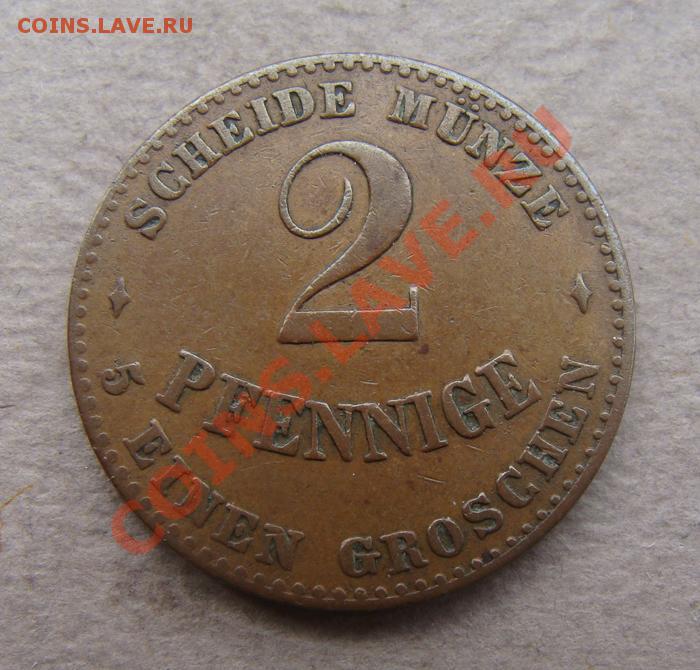 COINS.LAVE.RU
SCHEIDE MÜNZE
2
PFENNIGE
5 EINEN GROSCHEN
COINS.LAVE.RU